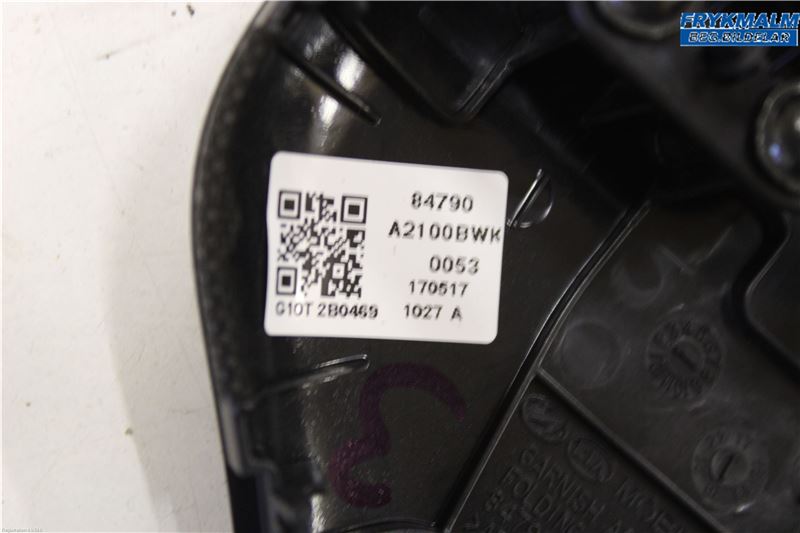 FRYKMALM
BEG.BILDELAR
84790
A2100BWK
0053
170517
G10T 2B0469
1027 A
GARNISH
FOLDING